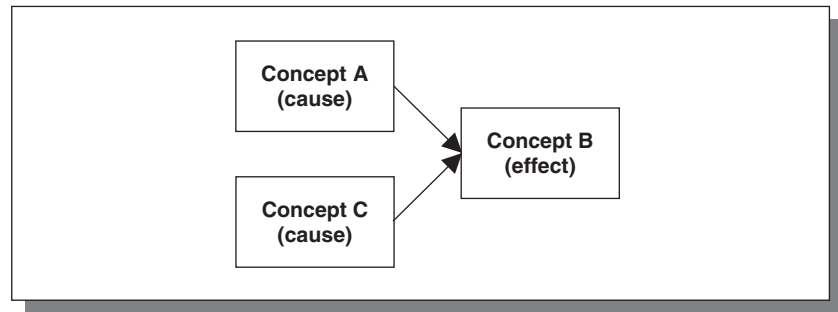 Concept A
(cause)
Concept B
(effect)
Concept C
(cause)